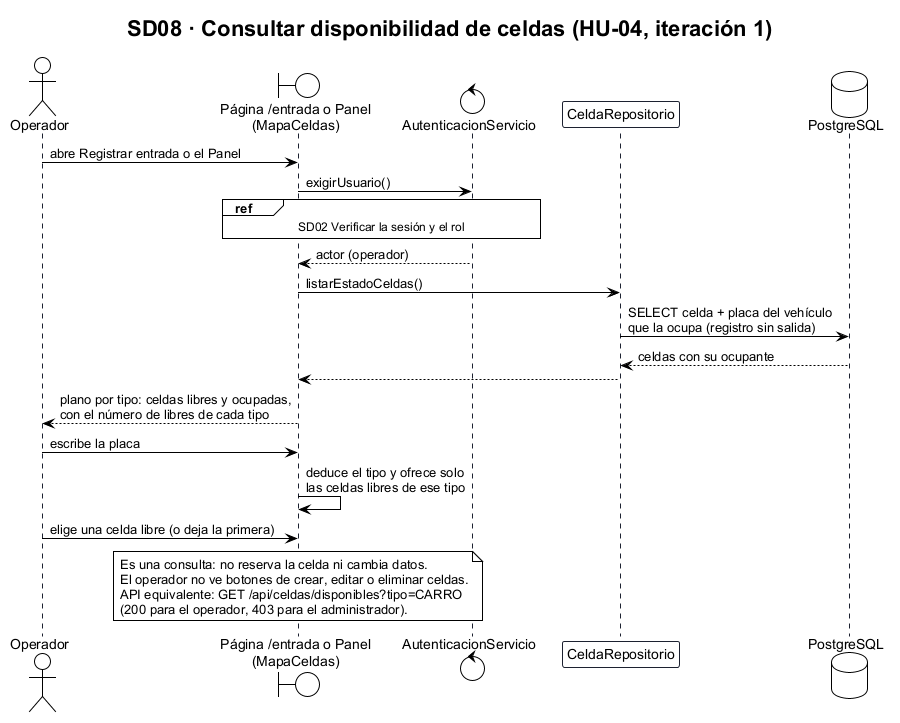 SD08 · Consultar disponibilidad de celdas (HU-04, iteración 1)
Operador
Página /entrada o Panel
(MapaCeldas)
AutenticacionServicio
CeldaRepositorio
PostgreSQL
abre Registrar entrada o el Panel
exigirUsuario()
ref
SD02 Verificar la sesión y el rol
actor (operador)
listarEstadoCeldas()
SELECT celda + placa del vehículo
que la ocupa (registro sin salida)
celdas con su ocupante
plano por tipo: celdas libres y ocupadas,
con el número de libres de cada tipo
escribe la placa
deduce el tipo y ofrece solo
las celdas libres de ese tipo
elige una celda libre (o deja la primera)
Es una consulta: no reserva la celda ni cambia datos.
El operador no ve botones de crear, editar o eliminar celdas.
API equivalente: GET /api/celdas/disponibles?tipo=CARRO
(200 para el operador, 403 para el administrador).
Operador
Página /entrada o Panel
(MapaCeldas)
AutenticacionServicio
CeldaRepositorio
PostgreSQL